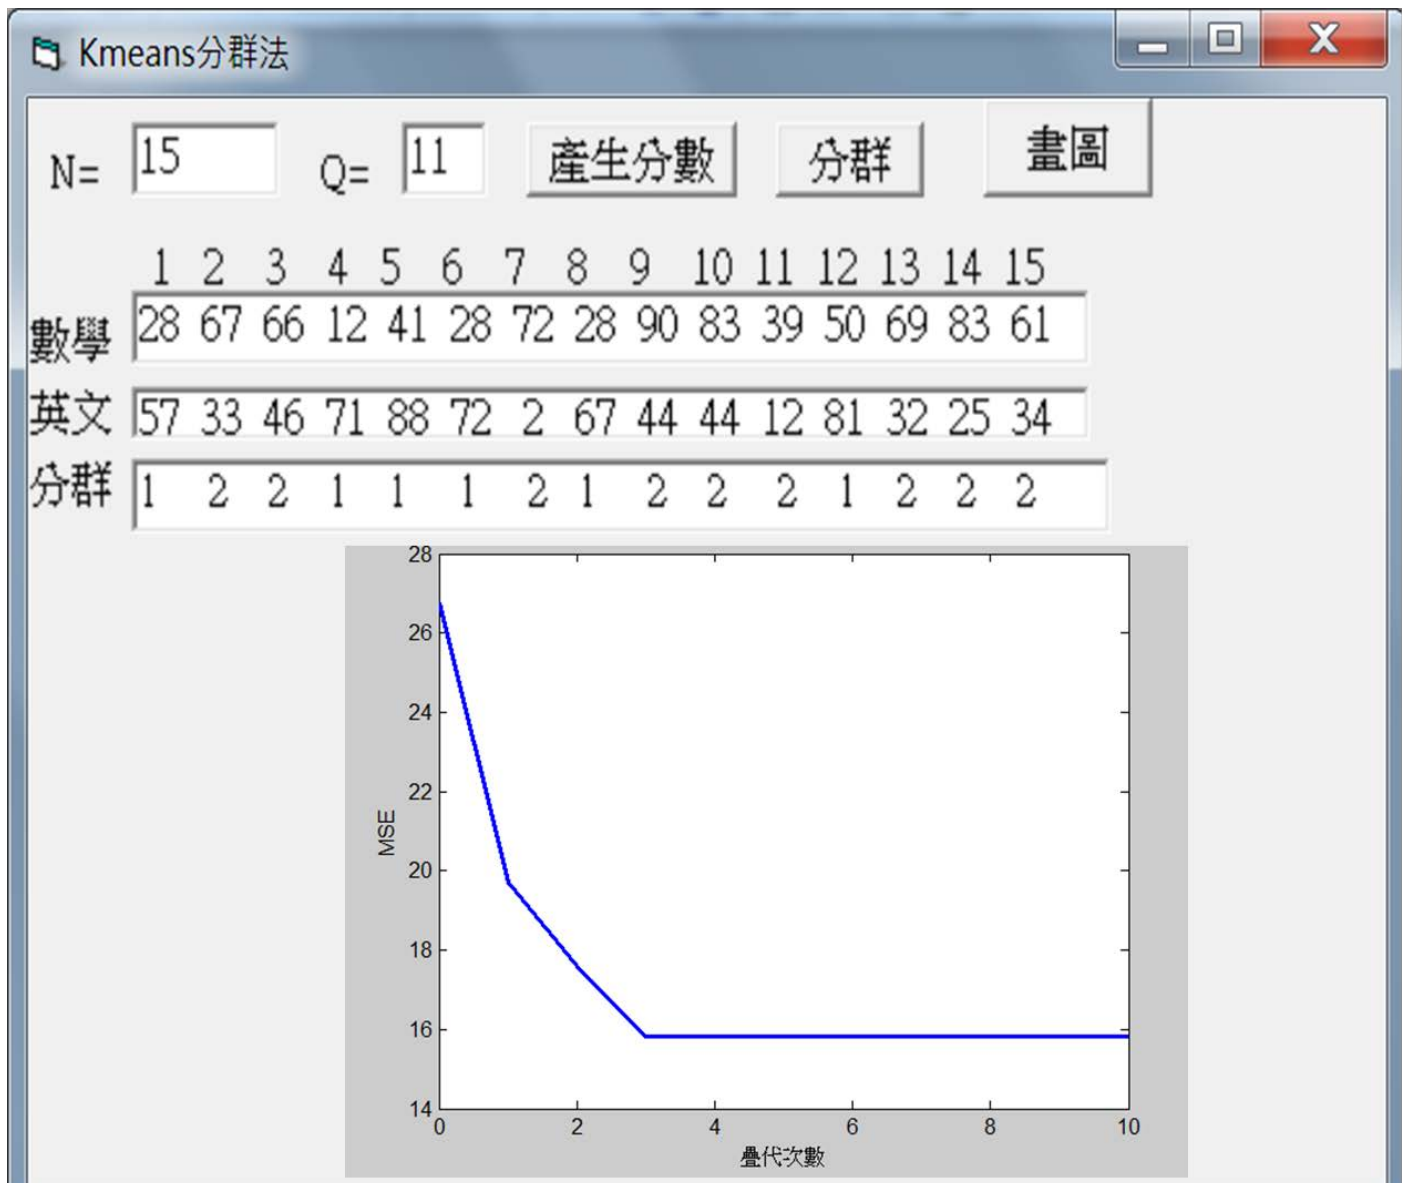 Kmeans分群法
N= 15 Q= 11 產生分數 分群 畫圖
1 2 3 4 5 6 7 8 9 10 11 12 13 14 15
數學 28 67 66 12 41 28 72 28 90 83 39 50 69 83 61
英文 57 33 46 71 88 72 2 67 44 44 12 81 32 25 34
分群 1 2 2 1 1 1 2 1 2 2 2 1 2 2 2
28
26
24
22
20
18
16
14
MSE
0 2 4 6 8 10
疊代次數